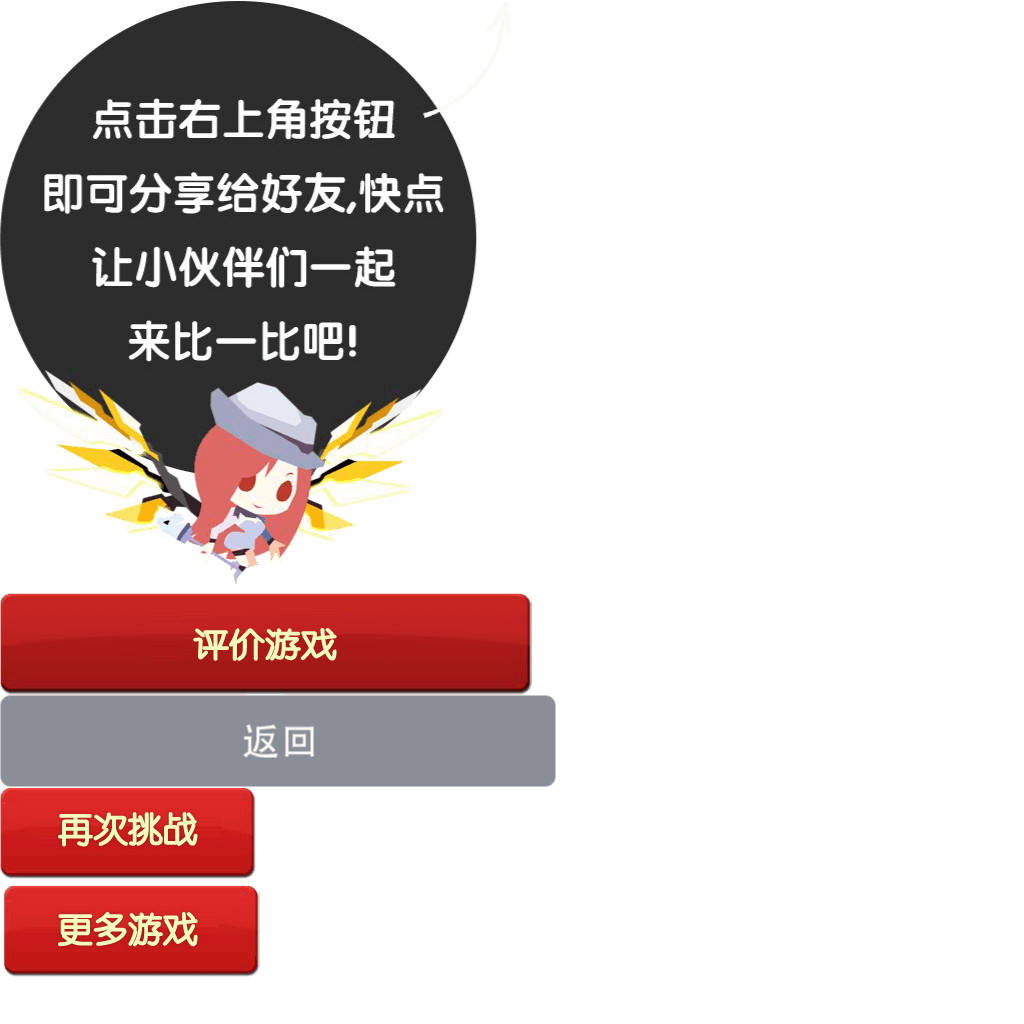 点击右上角按钮
即可分享给好友,快点
让小伙伴们一起
来比一比吧!
评价游戏
返回
再次挑战
更多游戏